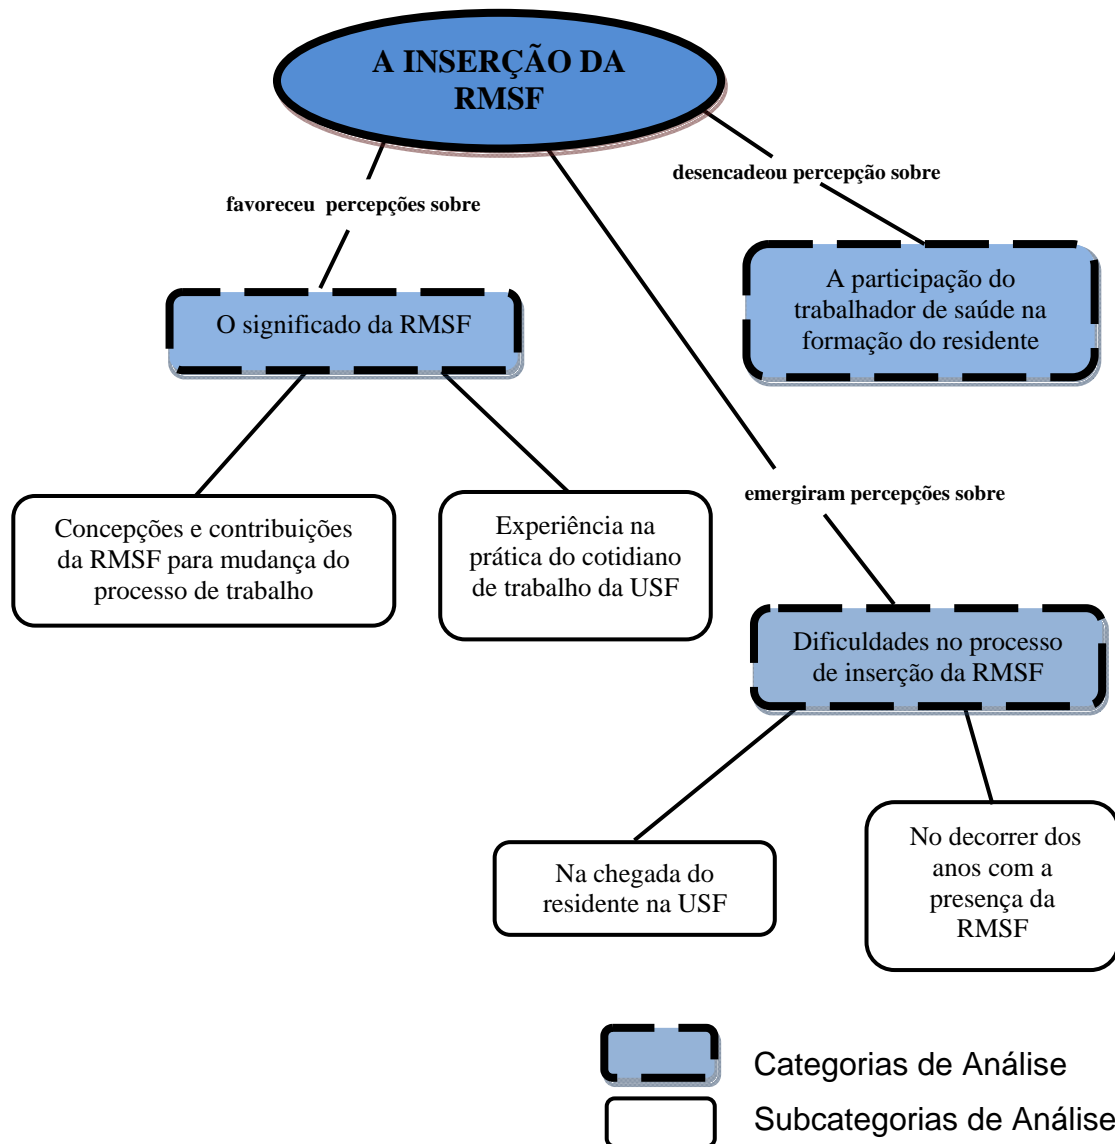 A INSERÇÃO DA
RMSF
desencadeou percepção sobre
favoreceu percepções sobre
A participação do
trabalhador de saúde na
formação do residente
O significado da RMSF
emergiram percepções sobre
Concepções e contribuições
da RMSF para mudança do
processo de trabalho
Experiência na
prática do cotidiano
de trabalho da USF
Dificuldades no processo
de inserção da RMSF
Na chegada do
residente na USF
No decorrer dos
anos com a
presença da
RMSF
Categorias de Análise
Subcategorias de Análise